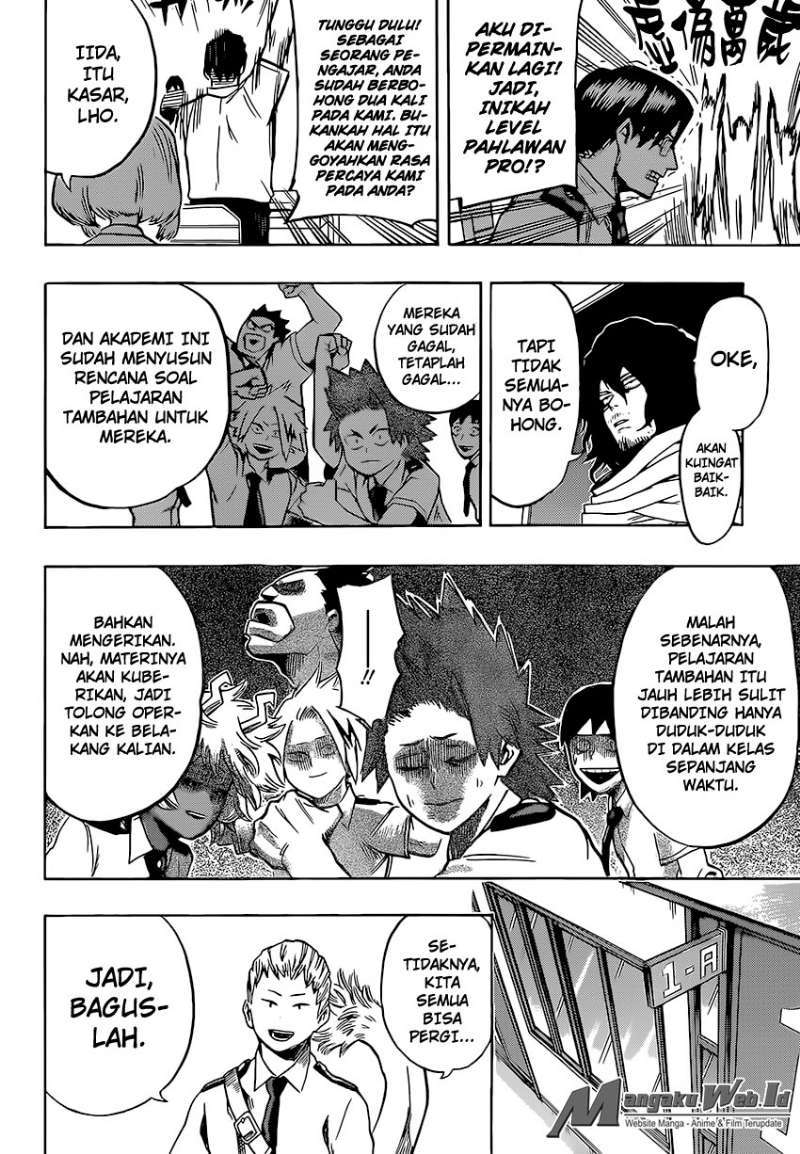 AKU DI-
PERMAIN-
KAN LAGI!
JADI,
INIKAH
LEVEL
PAHLAWAN
PRO!?
TUNGGU DULU!
SEBAGAI
SEORANG PE-
NGAJAR, ANDA
SUDAH BERBO-
HONG DUA KALI
PADA KAMI. BU-
KANKAH HAL ITU
AKAN MENG-
GOYAHKAN RASA
PERCAYA KAMI
PADA ANDA?
IIDA,
ITU
KASAR,
LHO.
OKE,
AKAN
KUINGAT
BAIK-
BAIK.
TAPI
TIDAK
SEMUA-
NYA BO-
HONG.
MEREKA
YANG SUDAH
GAGAL,
TETAPLAH
GAGAL...
DAN AKADEMI INI
SUDAH MENYUSUN
RENCANA SOAL
PELAJARAN
TAMBAHAN UNTUK
MEREKA.
MALAH
SEBENARNYA,
PELAJARAN
TAMBAHAN ITU
JAUH LEBIH SULIT
DIBANDING HANYA
DUDUK-DUDUK
DI DALAM KELAS
SEPANJANG
WAKTU.
!!
BAHKAN
MENGERIKAN.
NAH, MATERINYA
AKAN KUBE-
RIKAN, JADI
TOLONG OPER-
KAN KE BELA-
KANG KALIAN.
1-A
SE-
TIDAKNYA,
KITA
SEMUA
BISA
PERGI...
JADI,
BAGUS-
LAH.
Mangaku Web.Id
Website Manga - Anime & Film Terupdate